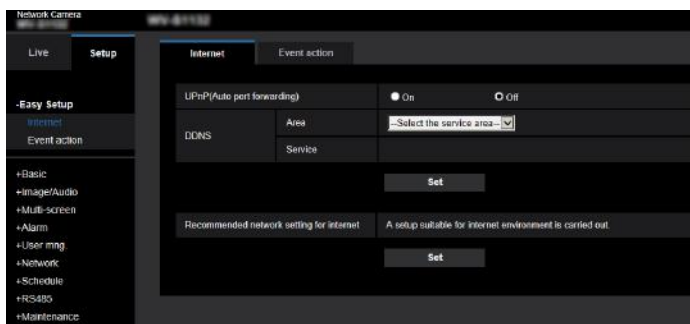 Network Camera
WV-S1132
Live
Setup
Internet
Event action
-Easy Setup
Internet
Event action
+Basic
+Image/Audio
+Multi-screen
+Alarm
+User mng.
+Network
+Schedule
+RS485
+Maintenance
UPnP(Auto port forwarding)
On
Off
DDNS
Area
--Select the service area--
Service
Set
Recommended network setting for internet
A setup suitable for internet environment is carried out.
Set